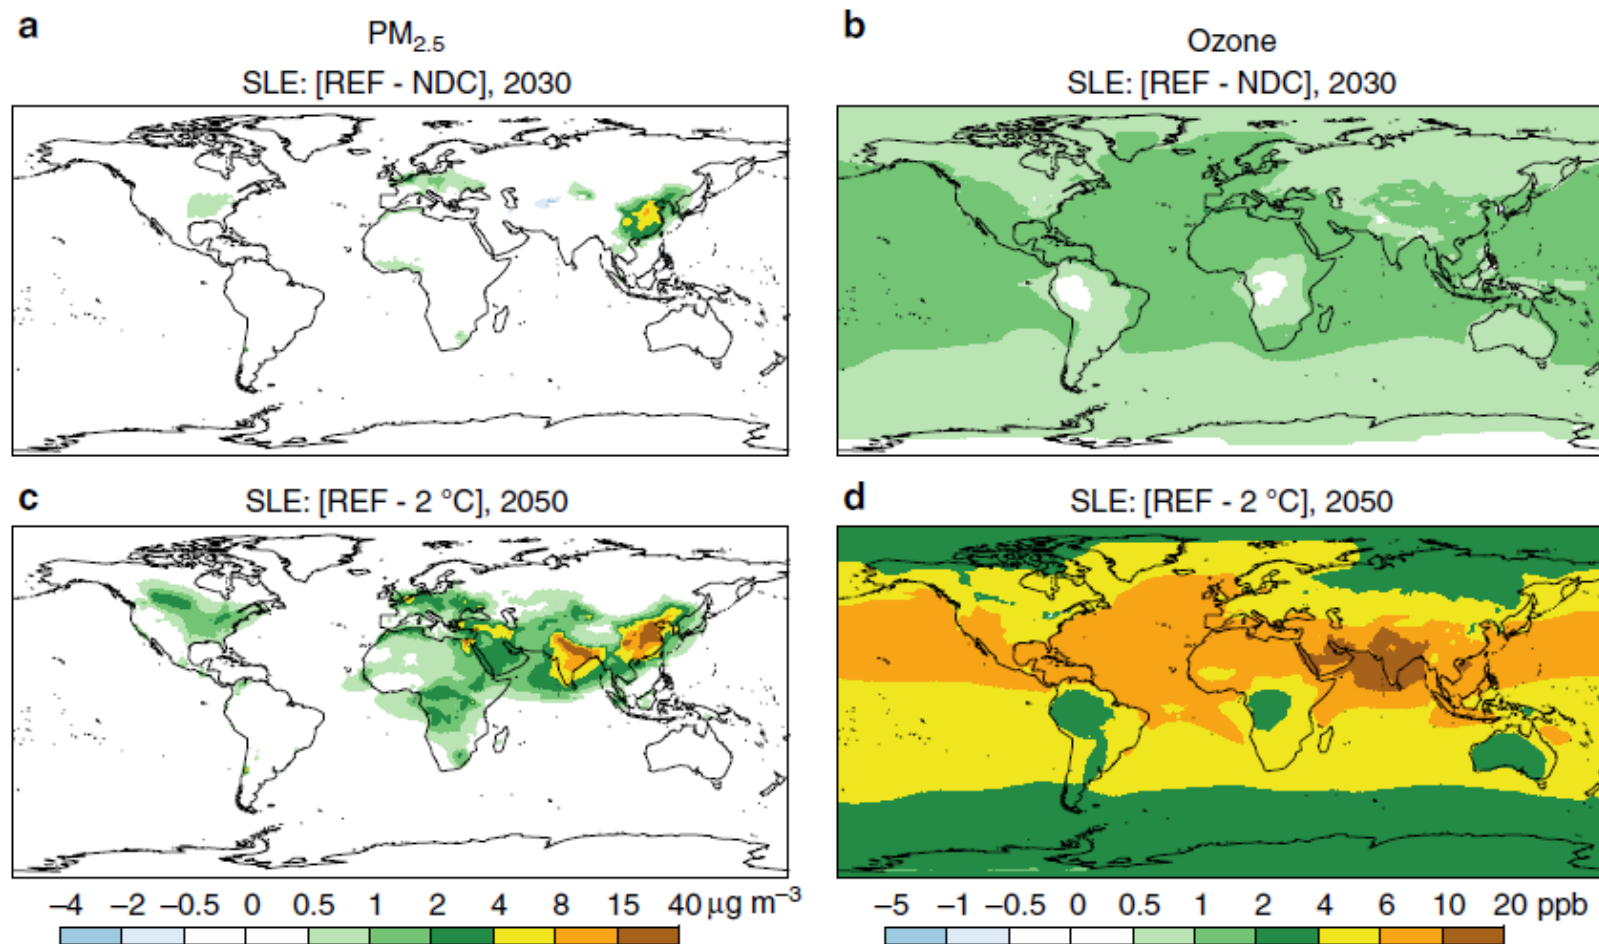 a
PM2.5
SLE: [REF - NDC], 2030
b
Ozone
SLE: [REF - NDC], 2030
c
SLE: [REF - 2 °C], 2050
d
SLE: [REF - 2 °C], 2050
−4 −2 −0.5 0 0.5 1 2 4 8 15 40 μg m−3
−5 −1 −0.5 0 0.5 1 2 4 6 10 20 ppb